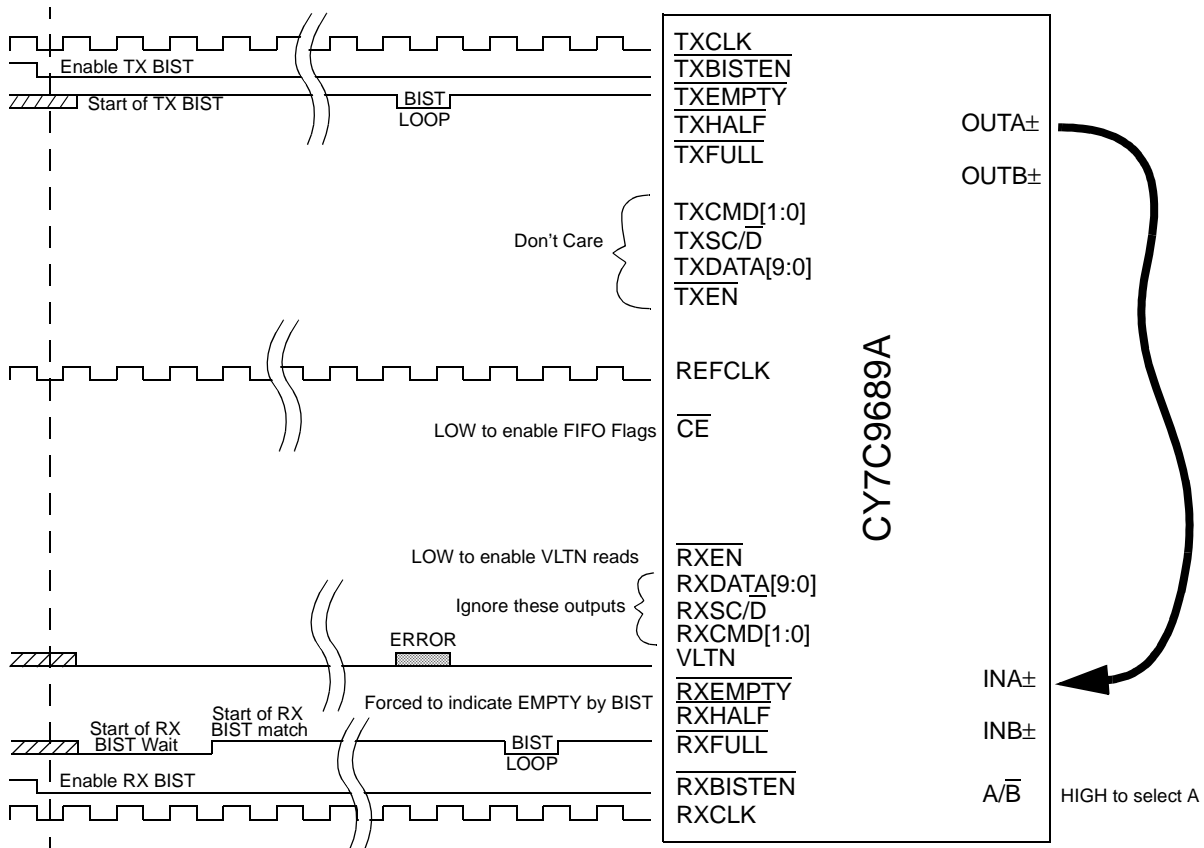 TXCLK
Enable TX BIST
TXBISTEN
TXEMPTY
Start of TX BIST
BIST
LOOP
TXHALF
OUTA±
TXFULL
OUTB±
TXCMD[1:0]
Don't Care
TXSC/D
TXDATA[9:0]
TXEN
REFCLK
CY7C9689A
LOW to enable FIFO Flags
CE
LOW to enable VLTN reads
RXEN
RXDATA[9:0]
Ignore these outputs
RXSC/D
RXCMD[1:0]
ERROR
VLTN
INA±
Forced to indicate EMPTY by BIST
RXEMPTY
RXHALF
Start of RX
BIST Wait
Start of RX
BIST match
BIST
LOOP
RXFULL
INB±
Enable RX BIST
RXBISTEN
A/B
HIGH to select A
RXCLK